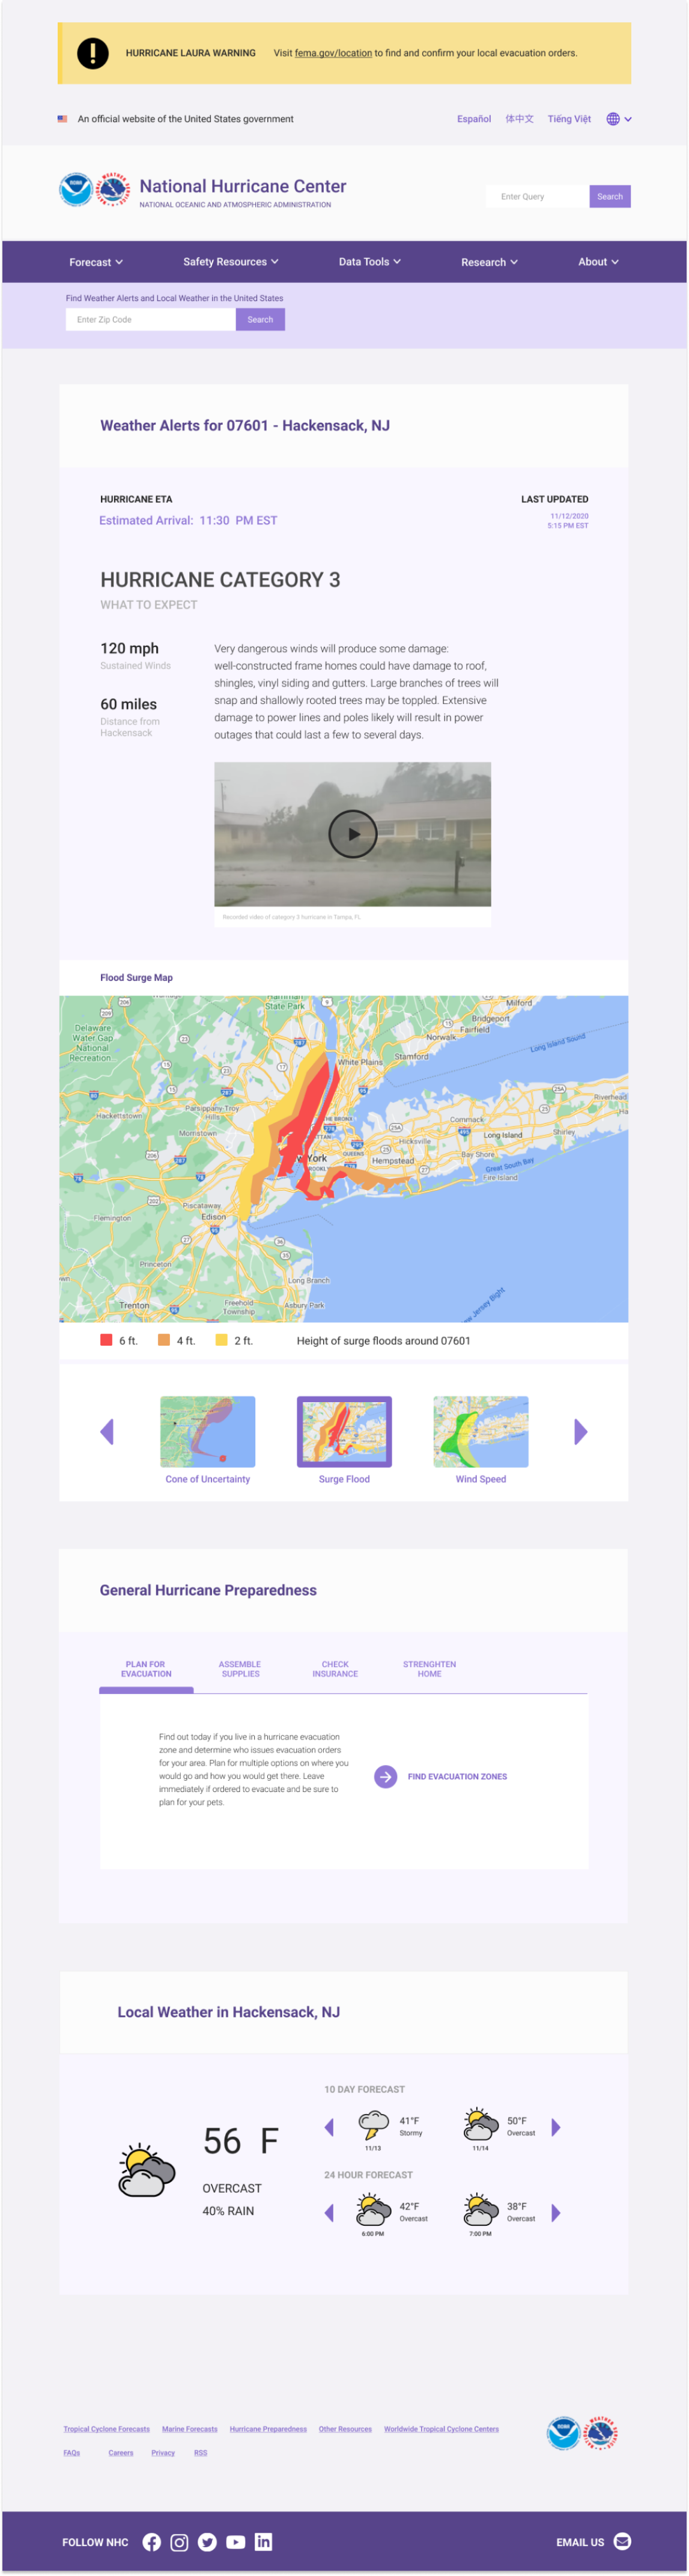 HURRICANE LAURA WARNING Visit fema.gov/location to find and confirm your local evacuation orders.
An official website of the United States government
Español 体中文 Tiếng Việt
National Hurricane Center
NATIONAL OCEANIC AND ATMOSPHERIC ADMINISTRATION
Enter Query Search
Forecast Safety Resources Data Tools Research About
Find Weather Alerts and Local Weather in the United States
Enter Zip Code Search
Weather Alerts for 07601 - Hackensack, NJ
HURRICANE ETA
Estimated Arrival: 11:30 PM EST
LAST UPDATED
11/12/2020
5:15 PM EST
HURRICANE CATEGORY 3
WHAT TO EXPECT
120 mph
Sustained Winds
60 miles
Distance from
Hackensack
Very dangerous winds will produce some damage:
well-constructed frame homes could have damage to roof,
shingles, vinyl siding and gutters. Large branches of trees will
snap and shallowly rooted trees may be toppled. Extensive
damage to power lines and poles likely will result in power
outages that could last a few to several days.
Recorded video of category 3 hurricane in Tampa, FL
Flood Surge Map
Harriman
State Park
Milford
Bridgeport
Fairfield
Norwalk
Long Island Sound
Delaware
Water Gap
National
Recreation...
White Plains
Stamford
Hackettstown
Parsippany-Troy
Hills
Morristown
THE BRONX
Riverhead
Commack
Long Island
Shirley
Hicksville
QUEENS
York
Hempstead
Bay Shore
Great South Bay
Fire Island
Piscataway
Edison
Flemington
Princeton
Long Branch
Trenton
Freehold
Township
Asbury Park
Jersey Bight
6 ft. 4 ft. 2 ft. Height of surge floods around 07601
Cone of Uncertainty Surge Flood Wind Speed
General Hurricane Preparedness
PLAN FOR
EVACUATION
ASSEMBLE
SUPPLIES
CHECK
INSURANCE
STRENGHTEN
HOME
Find out today if you live in a hurricane evacuation
zone and determine who issues evacuation orders
for your area. Plan for multiple options on where you
would go and how you would get there. Leave
immediately if ordered to evacuate and be sure to
plan for your pets.
FIND EVACUATION ZONES
Local Weather in Hackensack, NJ
56 F
OVERCAST
40% RAIN
10 DAY FORECAST
41°F
Stormy
11/13
50°F
Overcast
11/14
24 HOUR FORECAST
42°F
Overcast
6:00 PM
38°F
Overcast
7:00 PM
Tropical Cyclone Forecasts Marine Forecasts Hurricane Preparedness Other Resources Worldwide Tropical Cyclone Centers
FAQs Careers Privacy RSS
FOLLOW NHC
EMAIL US